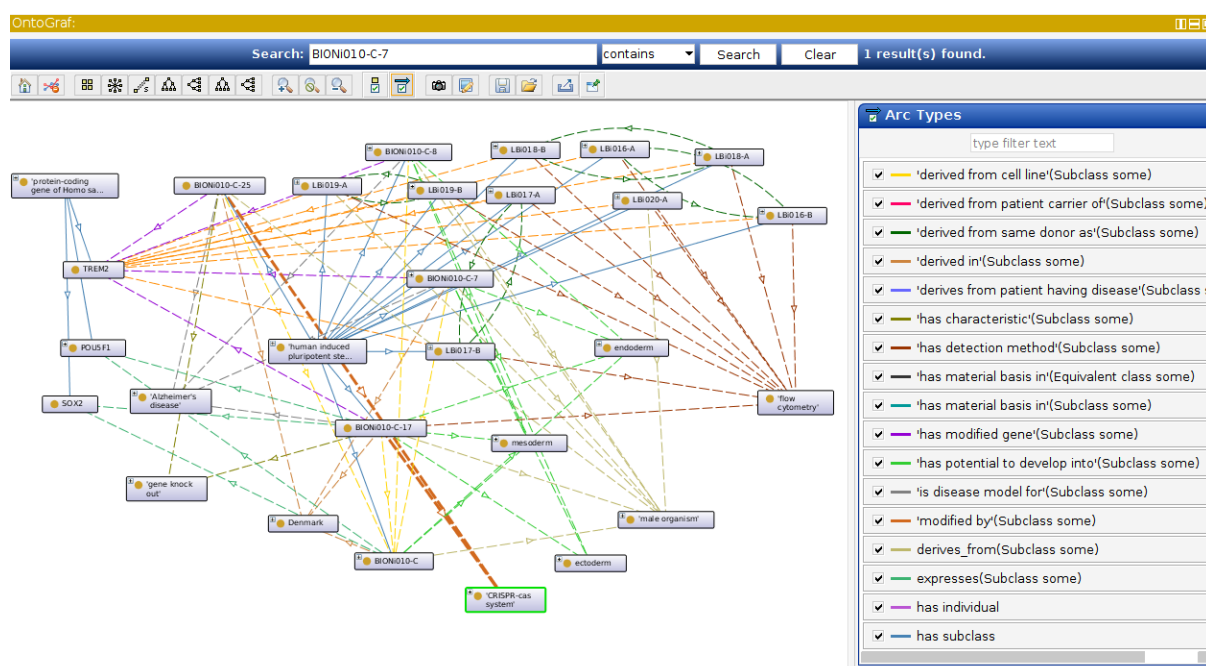 OntoGraf:
Search: BIONi010-C-7 contains Search Clear 1 result(s) found.
Arc Types
type filter text
'derived from cell line'(Subclass some)
'derived from patient carrier of'(Subclass some)
'derived from same donor as'(Subclass some)
'derived in'(Subclass some)
'derives from patient having disease'(Subclass s
'has characteristic'(Subclass some)
'has detection method'(Subclass some)
'has material basis in'(Equivalent class some)
'has material basis in'(Subclass some)
'has modified gene'(Subclass some)
'has potential to develop into'(Subclass some)
'is disease model for'(Subclass some)
'modified by'(Subclass some)
derives_from(Subclass some)
expresses(Subclass some)
has individual
has subclass
BIONi010-C-8
LBi018-B
LBi016-A
LBi018-A
'protein-coding
gene of Homo sa...
BIONi010-C-25
LBi019-A
LBi019-B
LBi017-A
LBi020-A
LBi016-B
TREM2
BIONi010-C-7
POU5F1
'human induced
pluripotent ste...
LBi017-B
endoderm
SOX2
'Alzheimer's
disease'
'flow
cytometry'
BIONi010-C-17
mesoderm
'gene knock
out'
Denmark
'male organism'
BIONi010-C
ectoderm
'CRISPR-cas
system'